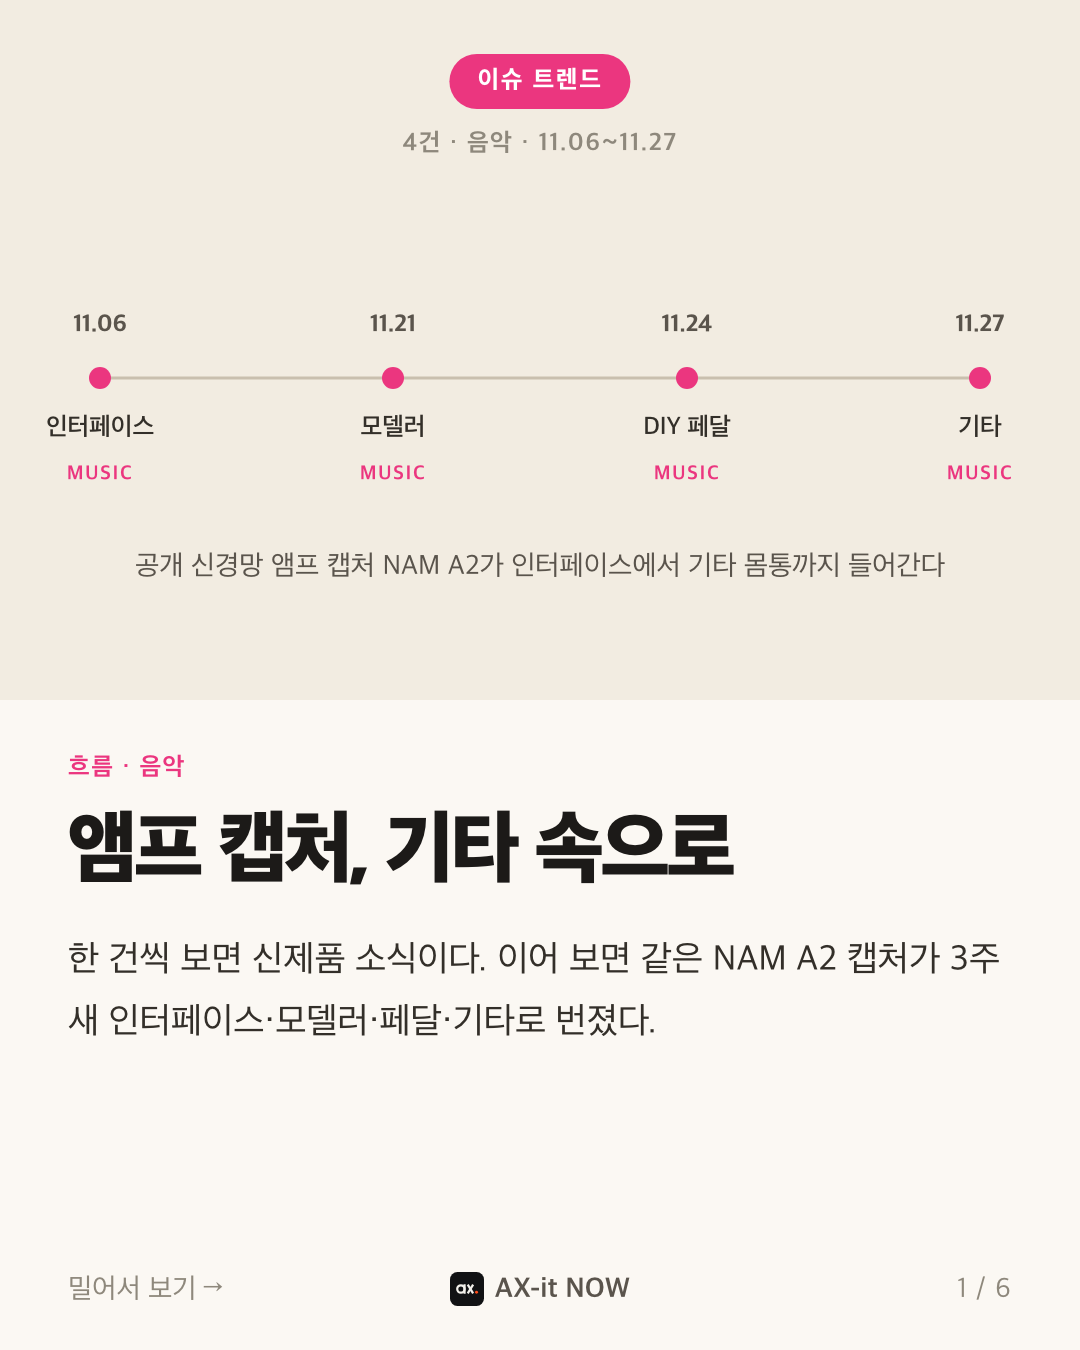 이슈 트렌드
4건 · 음악 · 11.06~11.27
11.06 11.21 11.24 11.27
인터페이스 모델러 DIY 페달 기타
MUSIC MUSIC MUSIC MUSIC
공개 신경망 앰프 캡처 NAM A2가 인터페이스에서 기타 몸통까지 들어간다
흐름 · 음악
앰프 캡처, 기타 속으로
한 건씩 보면 신제품 소식이다. 이어 보면 같은 NAM A2 캡처가 3주
새 인터페이스·모델러·페달·기타로 번졌다.
밀어서 보기 → ax. AX-it NOW 1 / 6